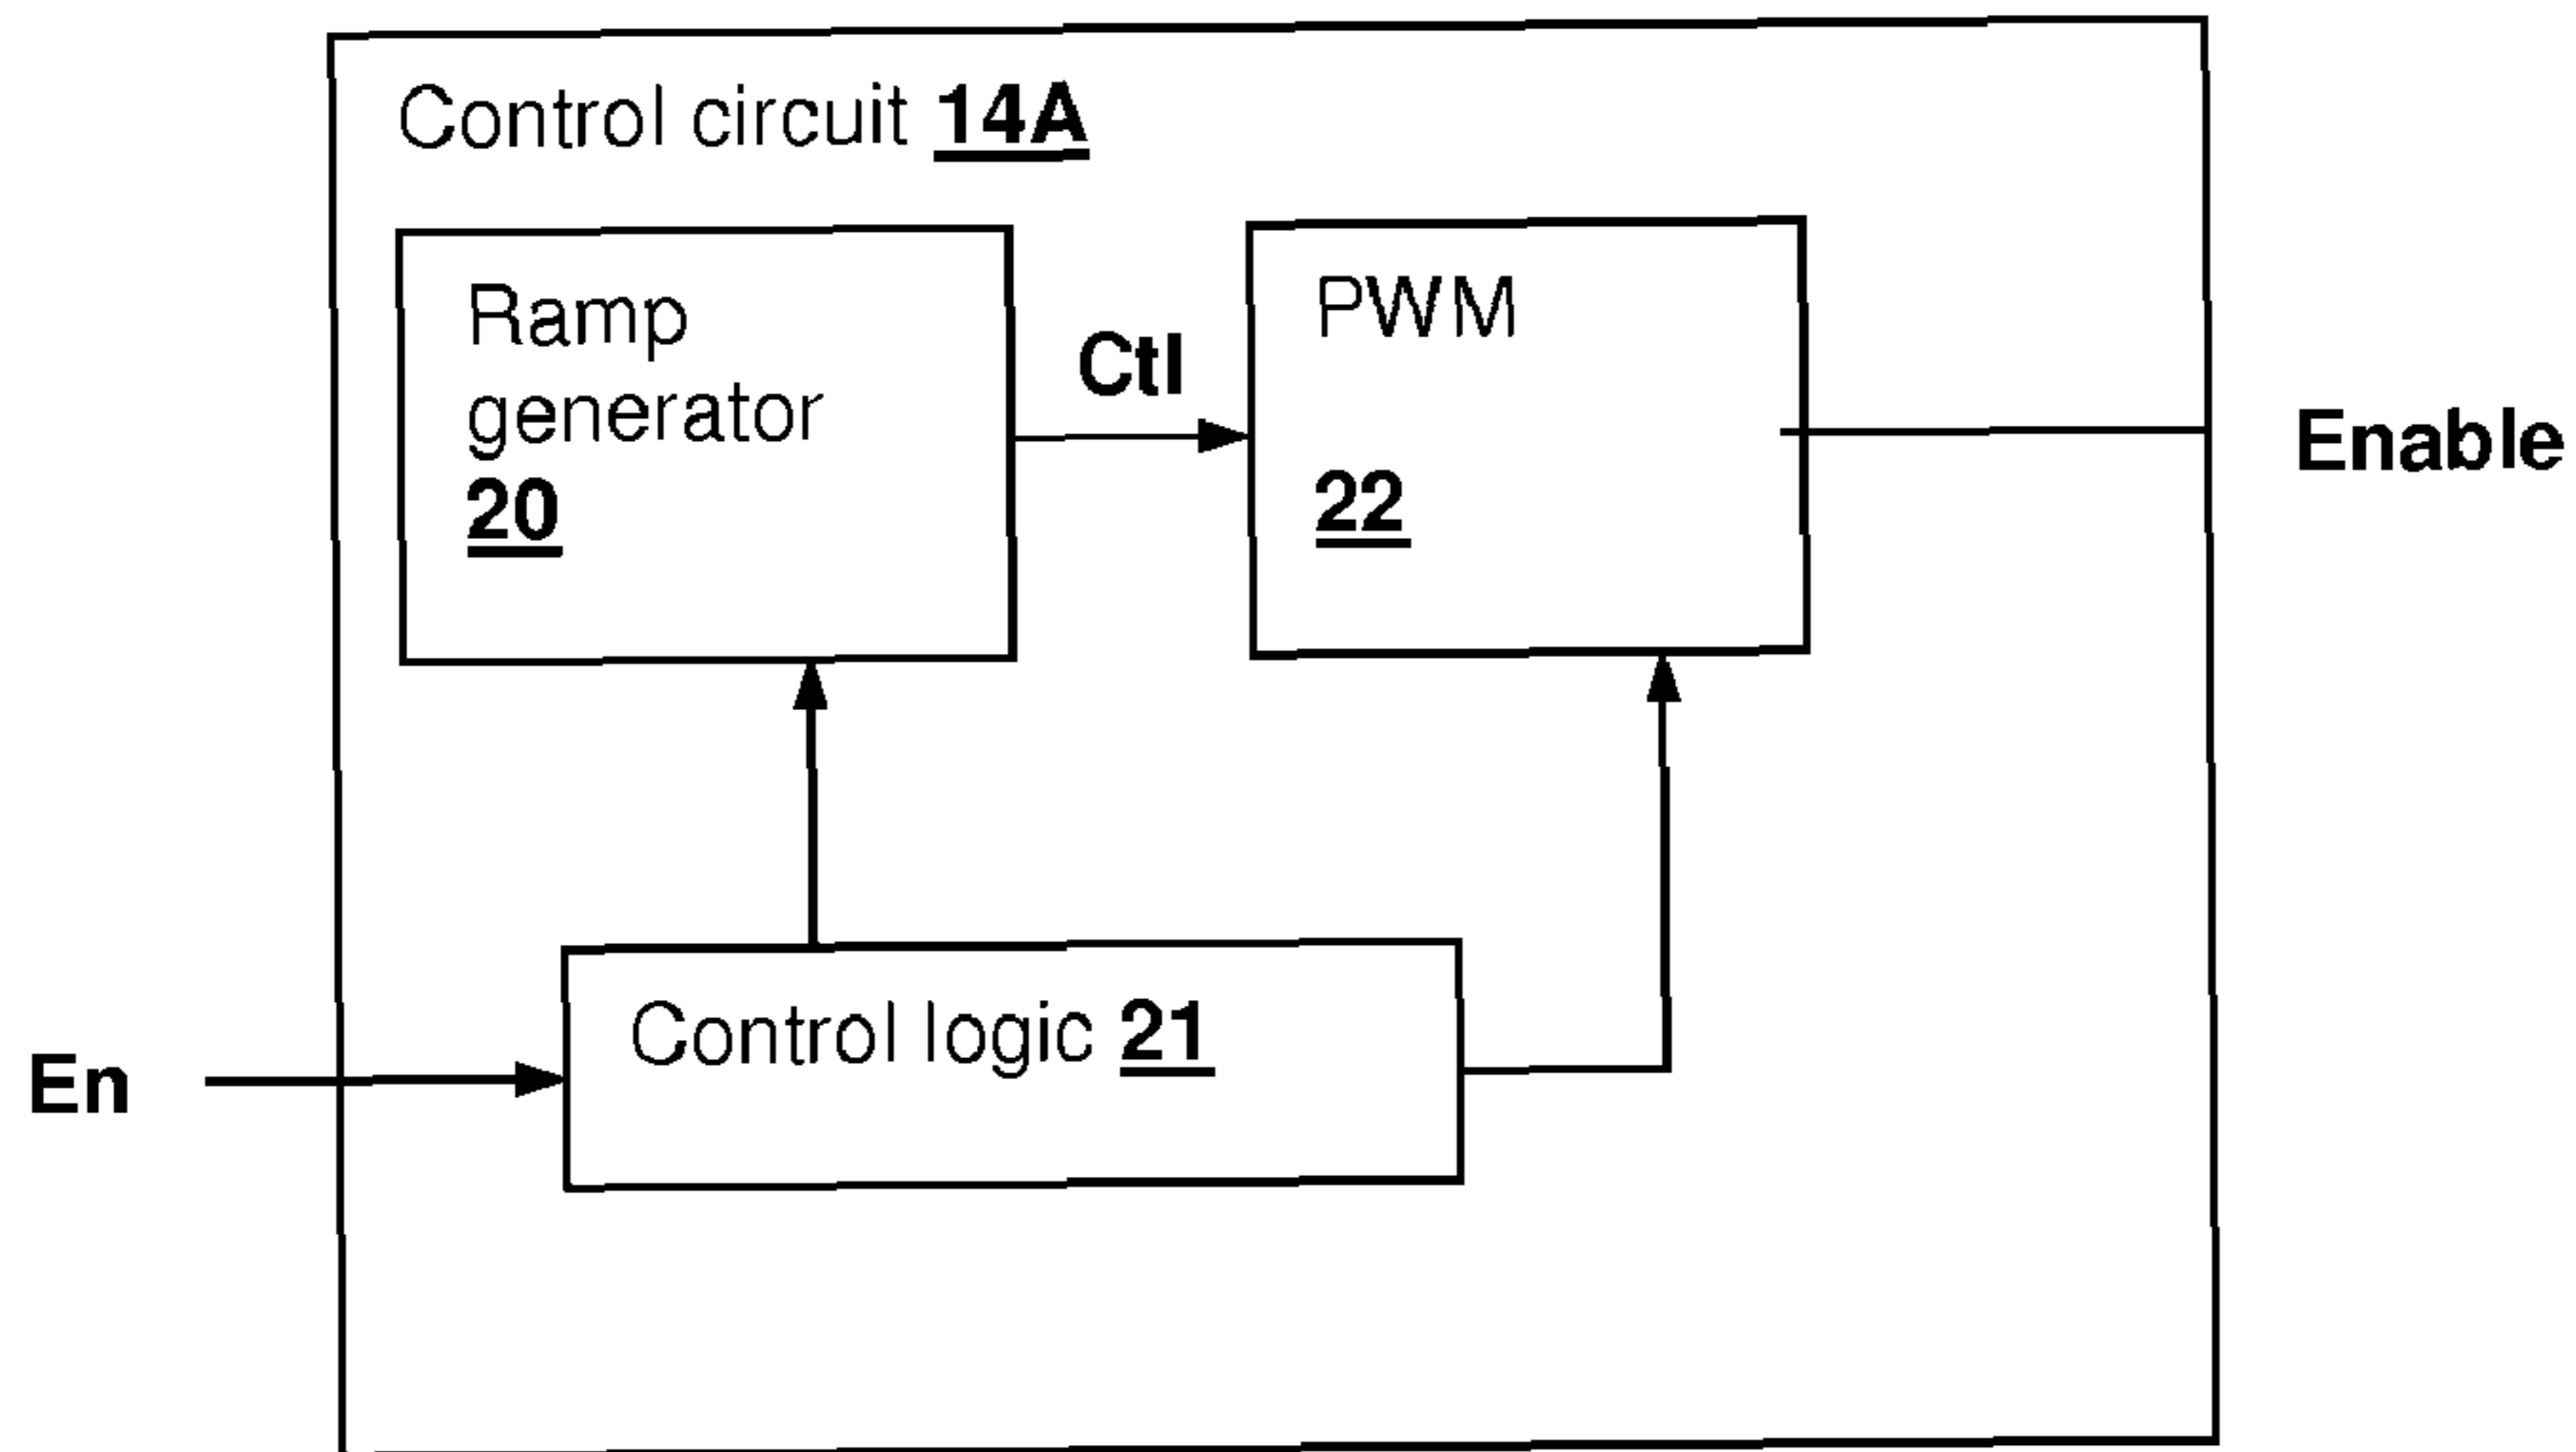 Control circuit 14A
Ramp
generator
20
Ctl
PWM
22
Enable
Control logic 21
En